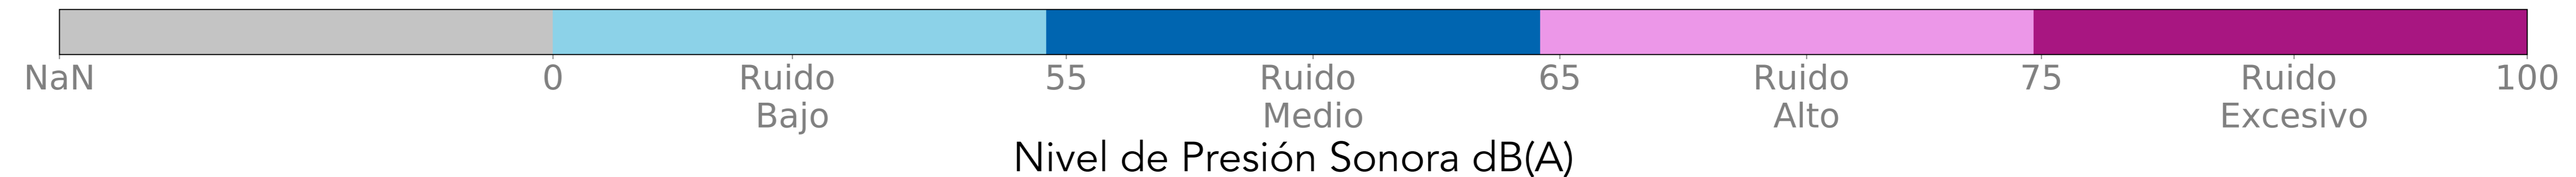 NaN 0 Ruido 55 Ruido 65 Ruido 75 Ruido 100
Bajo Medio Alto Excesivo
Nivel de Presión Sonora dB(A)